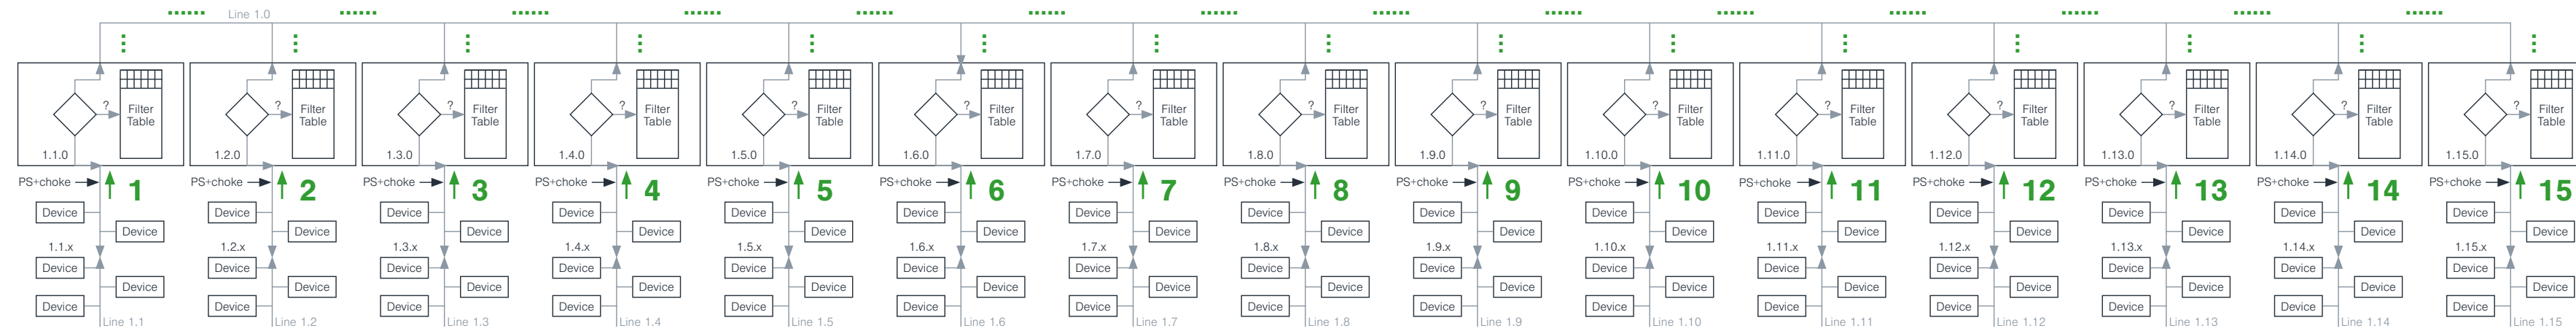 Line 1.0
? Filter Table ? Filter Table ? Filter Table ? Filter Table ? Filter Table ? Filter Table ? Filter Table ? Filter Table ? Filter Table ? Filter Table ? Filter Table ? Filter Table ? Filter Table ? Filter Table ? Filter Table
1.1.0 1.2.0 1.3.0 1.4.0 1.5.0 1.6.0 1.7.0 1.8.0 1.9.0 1.10.0 1.11.0 1.12.0 1.13.0 1.14.0 1.15.0
PS+choke 1 PS+choke 2 PS+choke 3 PS+choke 4 PS+choke 5 PS+choke 6 PS+choke 7 PS+choke 8 PS+choke 9 PS+choke 10 PS+choke 11 PS+choke 12 PS+choke 13 PS+choke 14 PS+choke 15
Device Device Device Device Device Device Device Device Device Device Device Device Device Device Device
Device Device Device Device Device Device Device Device Device Device Device Device Device Device Device
1.1.x 1.2.x 1.3.x 1.4.x 1.5.x 1.6.x 1.7.x 1.8.x 1.9.x 1.10.x 1.11.x 1.12.x 1.13.x 1.14.x 1.15.x
Device Device Device Device Device Device Device Device Device Device Device Device Device Device Device
Device Device Device Device Device Device Device Device Device Device Device Device Device Device Device
Device Device Device Device Device Device Device Device Device Device Device Device Device Device Device
Line 1.1 Line 1.2 Line 1.3 Line 1.4 Line 1.5 Line 1.6 Line 1.7 Line 1.8 Line 1.9 Line 1.10 Line 1.11 Line 1.12 Line 1.13 Line 1.14 Line 1.15